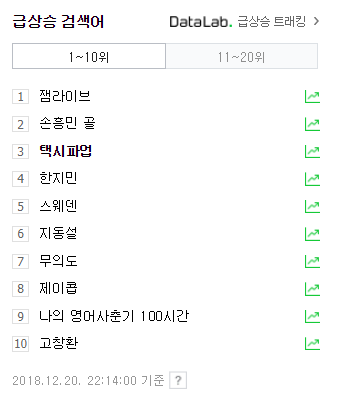 급상승 검색어 DataLab. 급상승 트래킹 >
1~10위 11~20위
1 잼라이브
2 손흥민 골
3 택시파업
4 한지민
5 스웨덴
6 지동설
7 무의도
8 제이콥
9 나의 영어사춘기 100시간
10 고창환
2018.12.20. 22:14:00 기준 ?